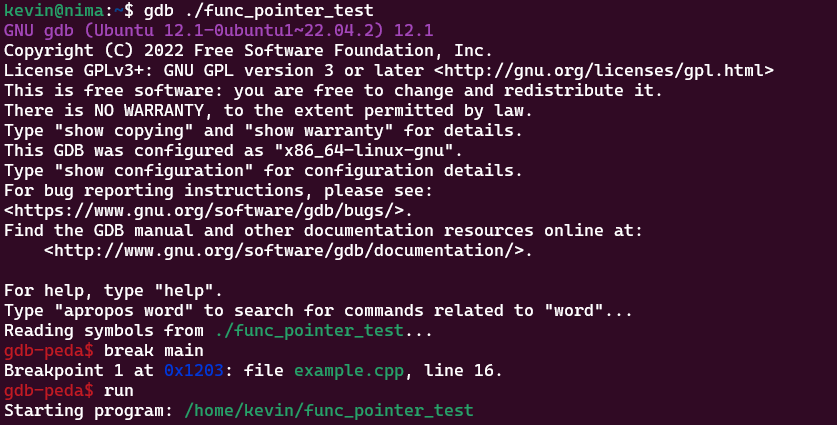 kevin@nima:~$ gdb ./func_pointer_test
GNU gdb (Ubuntu 12.1-0ubuntu1~22.04.2) 12.1
Copyright (C) 2022 Free Software Foundation, Inc.
License GPLv3+: GNU GPL version 3 or later <http://gnu.org/licenses/gpl.html>
This is free software: you are free to change and redistribute it.
There is NO WARRANTY, to the extent permitted by law.
Type "show copying" and "show warranty" for details.
This GDB was configured as "x86_64-linux-gnu".
Type "show configuration" for configuration details.
For bug reporting instructions, please see:
<https://www.gnu.org/software/gdb/bugs/>.
Find the GDB manual and other documentation resources online at:
    <http://www.gnu.org/software/gdb/documentation/>.

For help, type "help".
Type "apropos word" to search for commands related to "word"...
Reading symbols from ./func_pointer_test...
gdb-peda$ break main
Breakpoint 1 at 0x1203: file example.cpp, line 16.
gdb-peda$ run
Starting program: /home/kevin/func_pointer_test